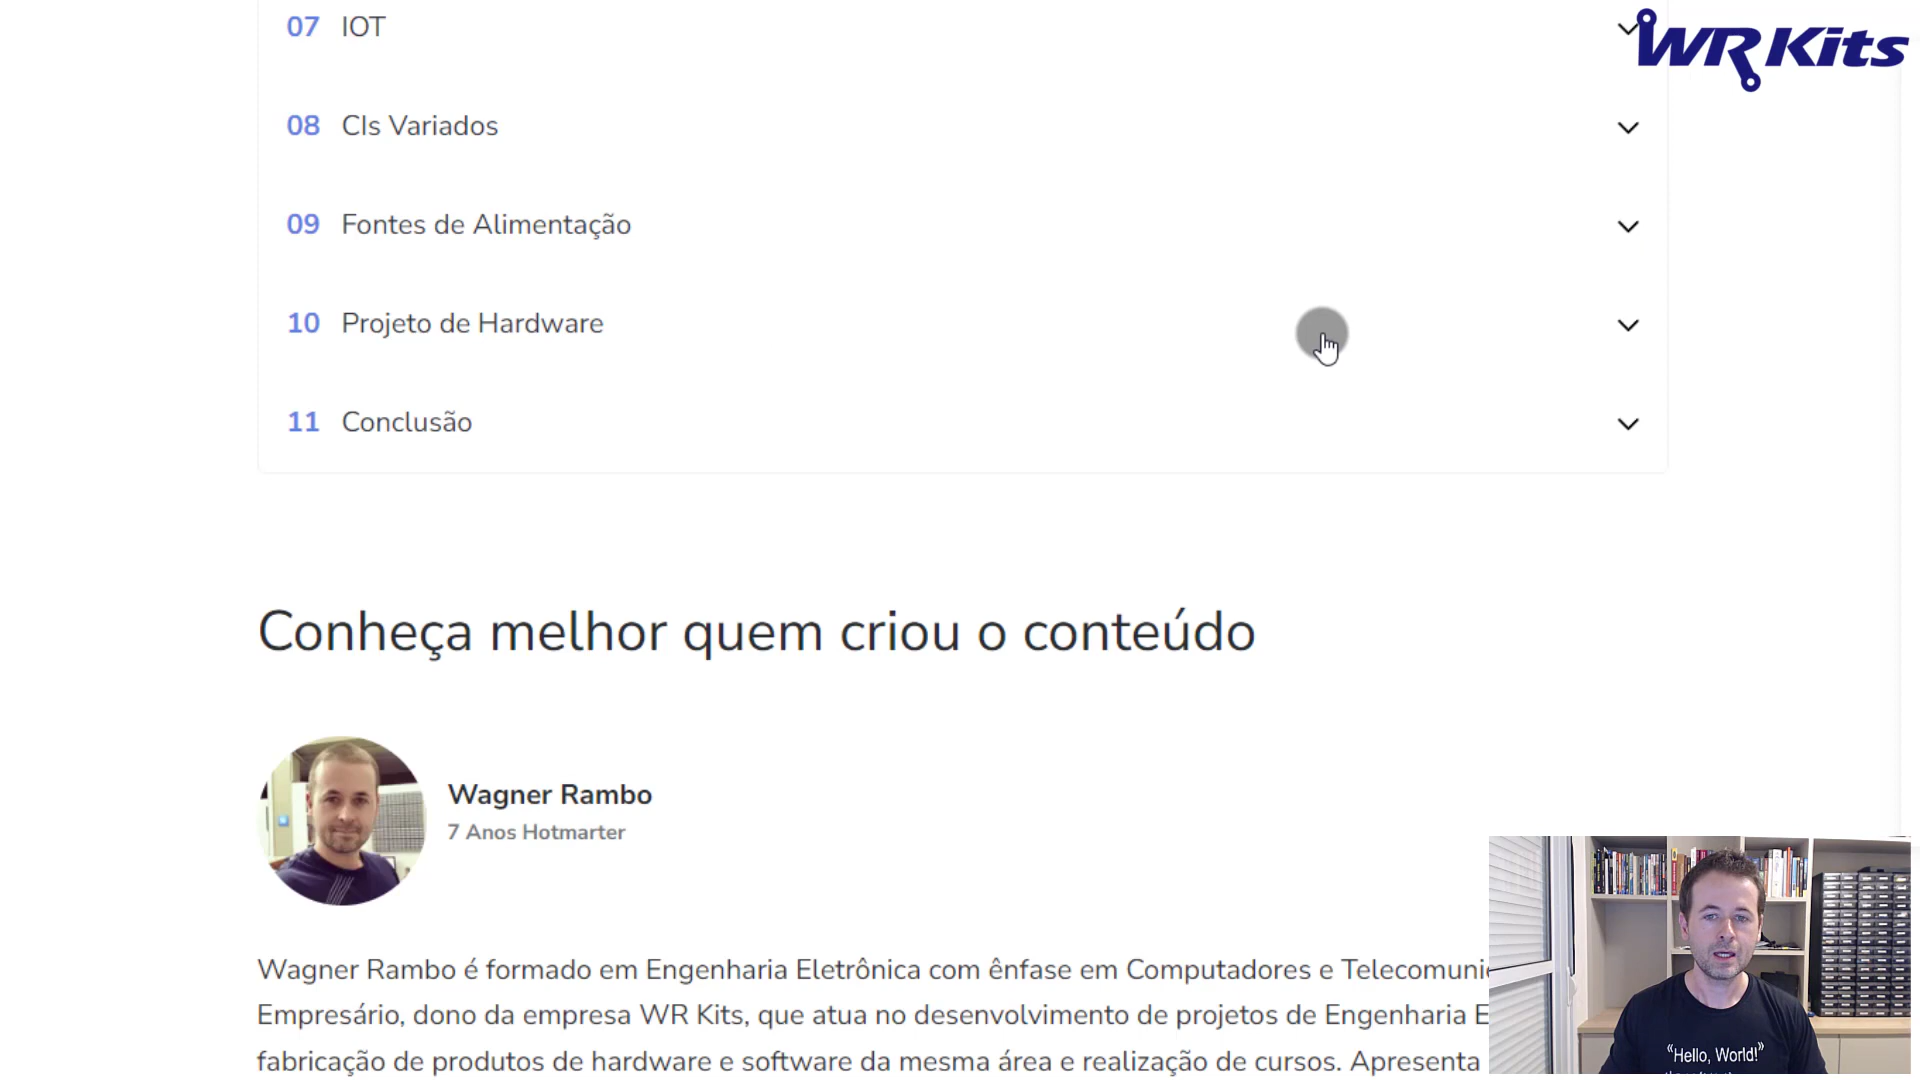 07 IOT
WR Kits
08 CIs Variados
09 Fontes de Alimentação
10 Projeto de Hardware
11 Conclusão
Conheça melhor quem criou o conteúdo
Wagner Rambo
7 Anos Hotmarter
Wagner Rambo é formado em Engenharia Eletrônica com ênfase em Computadores e
Empresário, dono da empresa WR Kits, que atua no desenvolvimento de projetos de Engenharia
fabricação de produtos de hardware e software da mesma área e realização de cursos. Apresenta
“Hello, World!”